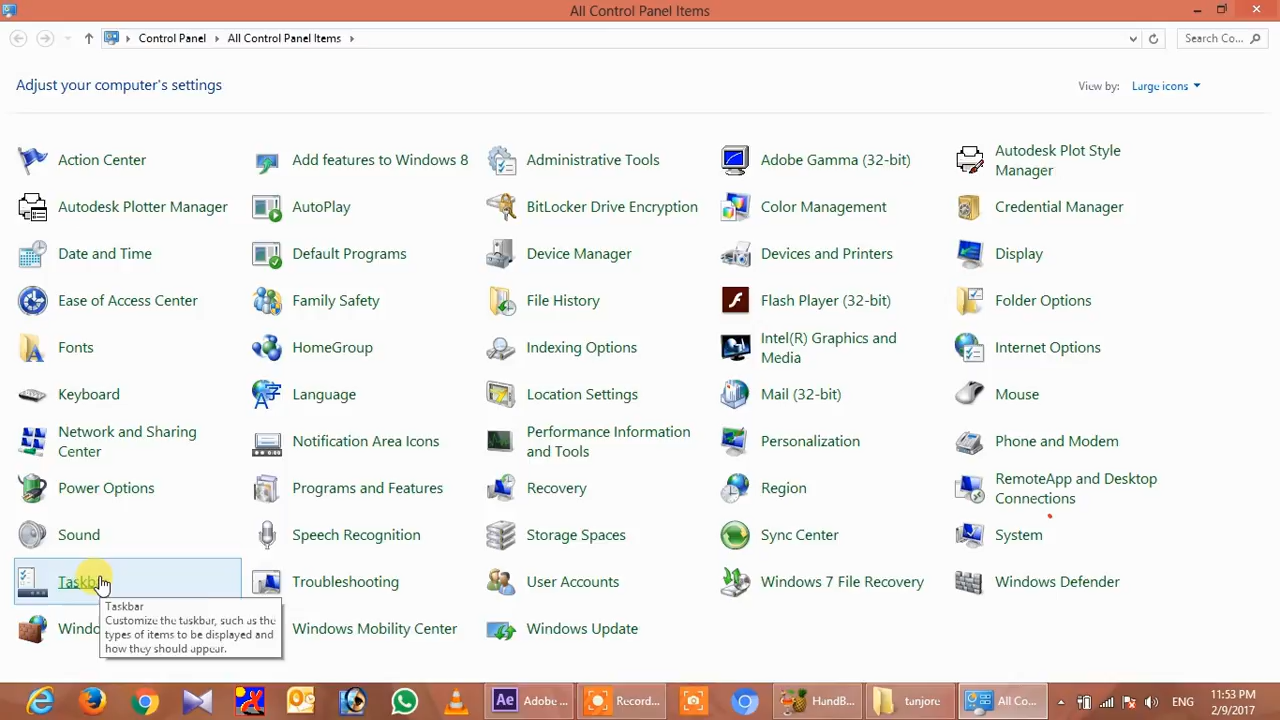 All Control Panel Items
Control Panel
All Control Panel Items
Search Co...
Adjust your computer's settings
View by:
Large icons
Action Center
Add features to Windows 8
Administrative Tools
Adobe Gamma (32-bit)
Autodesk Plot Style
Manager
Autodesk Plotter Manager
AutoPlay
BitLocker Drive Encryption
Color Management
Credential Manager
Date and Time
Default Programs
Device Manager
Devices and Printers
Display
Ease of Access Center
Family Safety
File History
Flash Player (32-bit)
Folder Options
Fonts
HomeGroup
Indexing Options
Intel(R) Graphics and
Media
Internet Options
Keyboard
Language
Location Settings
Mail (32-bit)
Mouse
Network and Sharing
Center
Notification Area Icons
Performance Information
and Tools
Personalization
Phone and Modem
Power Options
Programs and Features
Recovery
Region
RemoteApp and Desktop
Connections
Sound
Speech Recognition
Storage Spaces
Sync Center
System
Taskbar
Troubleshooting
User Accounts
Windows 7 File Recovery
Windows Defender
Taskbar
Customize the taskbar, such as the
types of items to be displayed and
how they should appear.
Windo
Windows Mobility Center
Windows Update
Ae
Adobe ...
Record...
HandB...
tunjore
All Co...
ENG
11:53 PM
2/9/2017